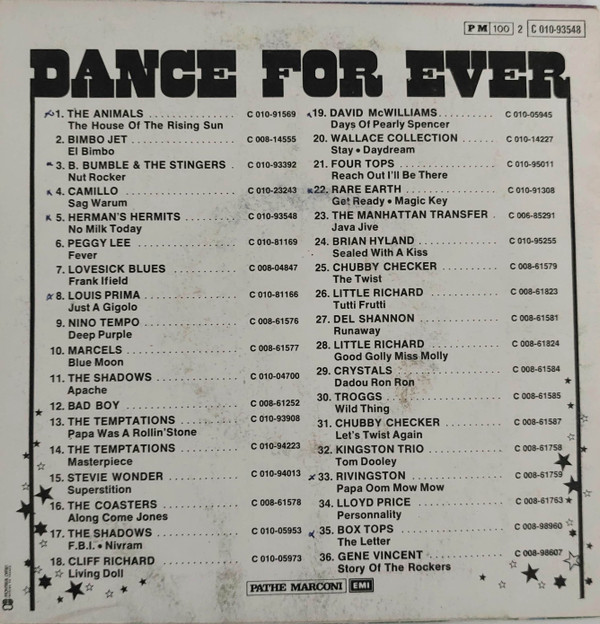 PM 100 2 C 010-93548
DANCE FOR EVER
1. THE ANIMALS . . . . . . . . . . . . C 010-91569
The House Of The Rising Sun
2. BIMBO JET . . . . . . . . . . . . C 008-14555
El Bimbo
3. B. BUMBLE & THE STINGERS . C 010-93392
Nut Rocker
4. CAMILLO . . . . . . . . . . . . C 010-23243
Sag Warum
5. HERMAN'S HERMITS . . . . . . . . C 010-93548
No Milk Today
6. PEGGY LEE . . . . . . . . . . . . C 010-81169
Fever
7. LOVESICK BLUES . . . . . . . . . C 008-04847
Frank Ifield
8. LOUIS PRIMA . . . . . . . . . . . . C 010-81166
Just A Gigolo
9. NINO TEMPO . . . . . . . . . . . . C 008-61576
Deep Purple
10. MARCELS . . . . . . . . . . . . C 008-61577
Blue Moon
11. THE SHADOWS . . . . . . . . . . . C 010-04700
Apache
12. BAD BOY . . . . . . . . . . . . C 008-61252
13. THE TEMPTATIONS . . . . . . . . C 010-93908
Papa Was A Rollin'Stone
14. THE TEMPTATIONS . . . . . . . . C 010-94223
Masterpiece
15. STEVIE WONDER . . . . . . . . . . C 010-94013
Superstition
16. THE COASTERS . . . . . . . . . . C 008-61578
Along Come Jones
17. THE SHADOWS . . . . . . . . . . . C 010-05953
F.B.I. • Nivram
18. CLIFF RICHARD . . . . . . . . . . C 010-05973
Living Doll
19. DAVID McWILLIAMS . . . . . . . . C 010-05945
Days Of Pearly Spencer
20. WALLACE COLLECTION . . . . . . C 010-14227
Stay • Daydream
21. FOUR TOPS . . . . . . . . . . . . C 010-95011
Reach Out I'll Be There
22. RARE EARTH . . . . . . . . . . . . C 010-91308
Get Ready • Magic Key
23. THE MANHATTAN TRANSFER . C 006-85291
Java Jive
24. BRIAN HYLAND . . . . . . . . . . C 010-95255
Sealed With A Kiss
25. CHUBBY CHECKER . . . . . . . . . C 008-61579
The Twist
26. LITTLE RICHARD . . . . . . . . . . C 008-61823
Tutti Frutti
27. DEL SHANNON . . . . . . . . . . . C 008-61581
Runaway
28. LITTLE RICHARD . . . . . . . . . . C 008-61824
Good Golly Miss Molly
29. CRYSTALS . . . . . . . . . . . . C 008-61584
Dadou Ron Ron
30. TROGGS . . . . . . . . . . . . C 008-61585
Wild Thing
31. CHUBBY CHECKER . . . . . . . . . C 008-61587
Let's Twist Again
32. KINGSTON TRIO . . . . . . . . . . C 008-61758
Tom Dooley
33. RIVINGSTON . . . . . . . . . . . . C 008-61759
Papa Oom Mow Mow
34. LLOYD PRICE . . . . . . . . . . . C 008-61763
Personnality
35. BOX TOPS . . . . . . . . . . . . C 008-98960
The Letter
36. GENE VINCENT . . . . . . . . . . C 008-98607
Story Of The Rockers
PATHE MARCONI EMI